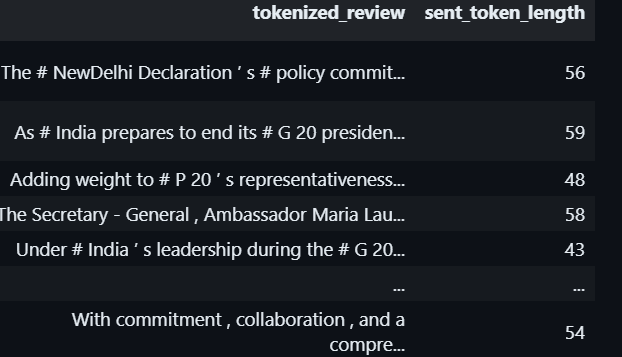 tokenized_review sent_token_length
The # NewDelhi Declaration ’ s # policy commit... 56
As # India prepares to end its # G 20 presiden... 59
Adding weight to # P 20 ’ s representativeness... 48
The Secretary - General , Ambassador Maria Lau... 58
Under # India ’ s leadership during the # G 20... 43
... ...
With commitment , collaboration , and a
compre... 54